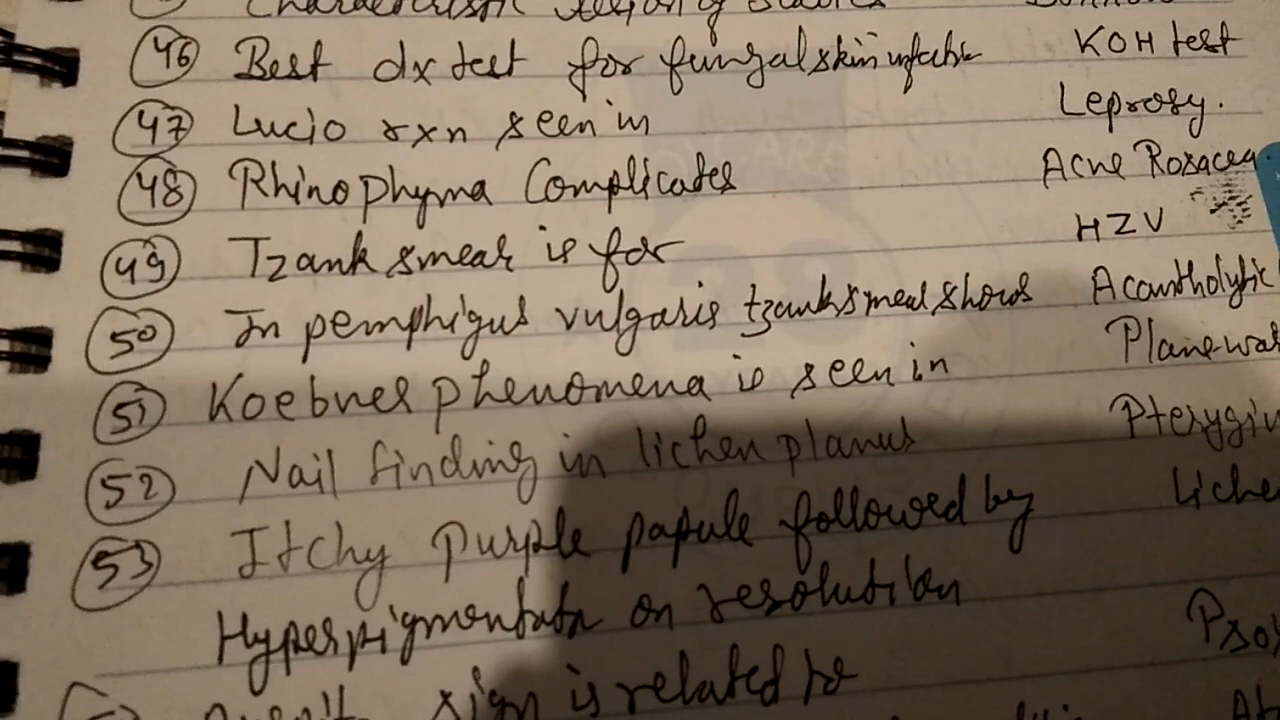 46 Best dx test for fungal skin infectn KOH test
47 Lucio rxn seen in Leprosy.
48 Rhinophyma Complicates Acne Rosacea
49 Tzank smear is for HZV
50 In pemphigus vulgaris tzank smear shows Acantholytic
51 Koebner phenomena is seen in Plane war
52 Nail finding in lichen planus Pterygiu
53 Itchy purple papule followed by Liche
Hyperpigmentatn on resolution
sign is related to Psor